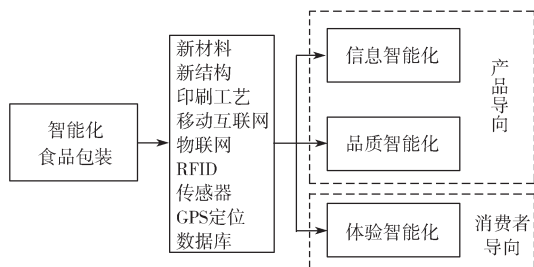 智能化
食品包装
新材料
新结构
印刷工艺
移动互联网
物联网
RFID
传感器
GPS定位
数据库
信息智能化
品质智能化
产品导向
体验智能化
消费者
导向